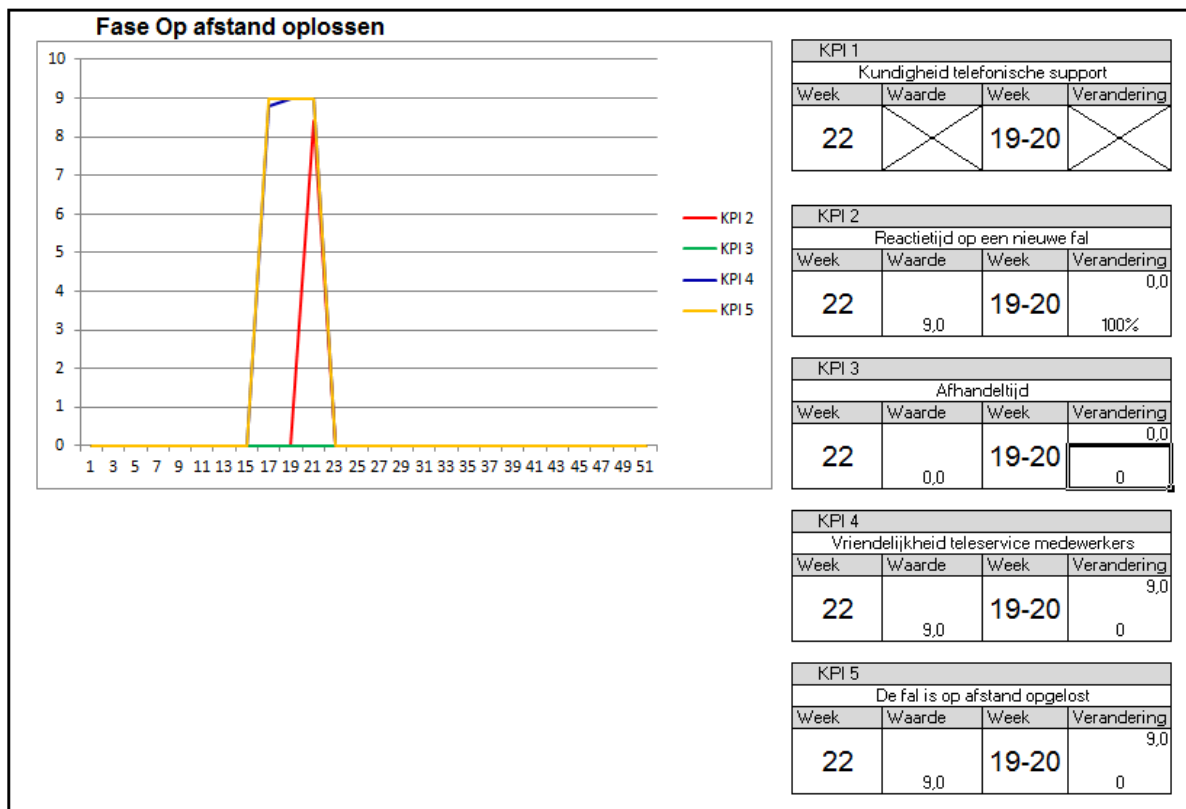 Fase Op afstand oplossen
10
9
8
7
6
5
4
3
2
1
0
1 3 5 7 9 11 13 15 17 19 21 23 25 27 29 31 33 35 37 39 41 43 45 47 49 51
KPI 2
KPI 3
KPI 4
KPI 5
KPI 1
Kundigheid telefonische support
Week Waarde Week Verandering
22 19-20
KPI 2
Reactietijd op een nieuwe fal
Week Waarde Week Verandering
0,0
22 19-20
9,0 100%
KPI 3
Afhandeltijd
Week Waarde Week Verandering
0,0
22 19-20
0,0 0
KPI 4
Vriendelijkheid teleservice medewerkers
Week Waarde Week Verandering
9,0
22 19-20
9,0 0
KPI 5
De fal is op afstand opgelost
Week Waarde Week Verandering
9,0
22 19-20
9,0 0